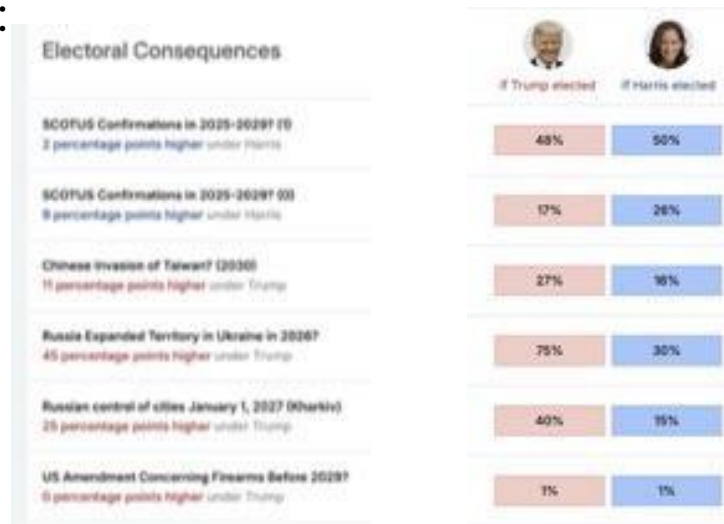 Electoral Consequences
if Trump elected
if Harris elected
SCOTUS Confirmations in 2025-2029? (1)
2 percentage points higher under Harris
48%
50%
SCOTUS Confirmations in 2025-2029? (0)
9 percentage points higher under Harris
17%
26%
Chinese Invasion of Taiwan? (2030)
11 percentage points higher under Trump
27%
16%
Russia Expanded Territory in Ukraine in 2026?
45 percentage points higher under Trump
75%
30%
Russian control of cities January 1, 2027 (Kharkiv)
25 percentage points higher under Trump
40%
15%
US Amendment Concerning Firearms Before 2029?
0 percentage points higher under Trump
1%
1%